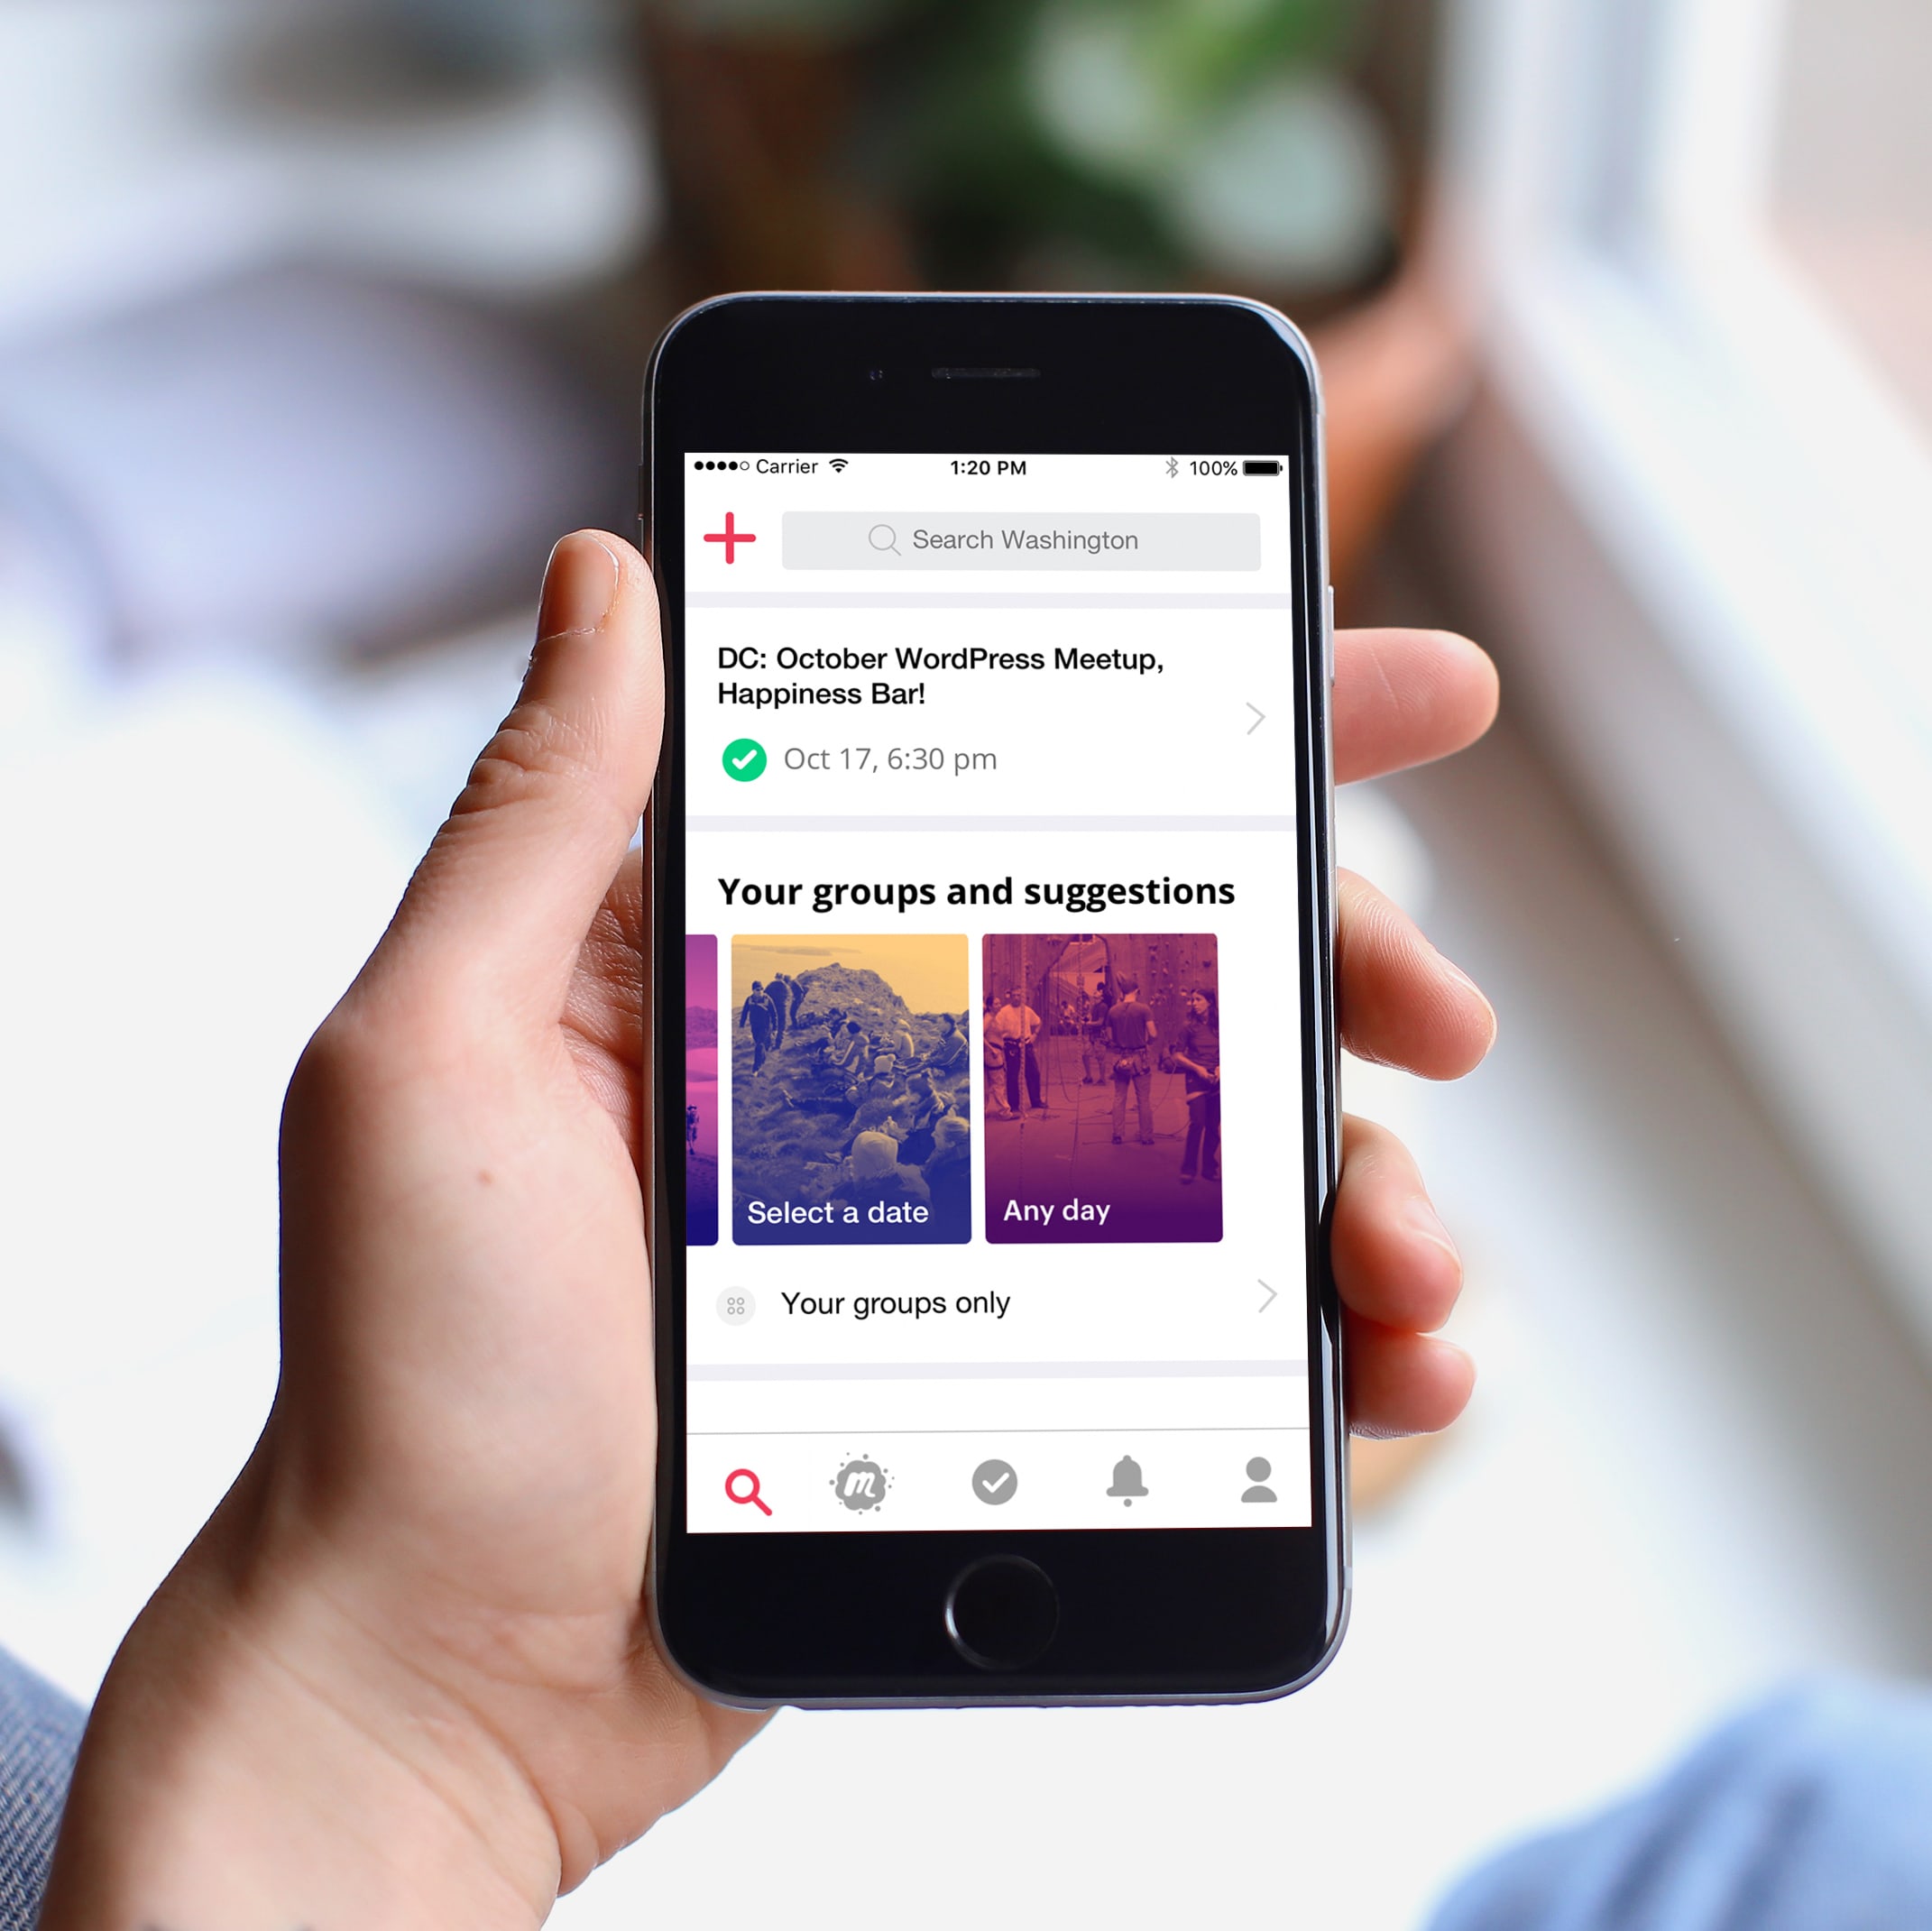 Carrier 1:20 PM 100%
Search Washington
DC: October WordPress Meetup,
Happiness Bar!
Oct 17, 6:30 pm
Your groups and suggestions
Select a date
Any day
Your groups only
m